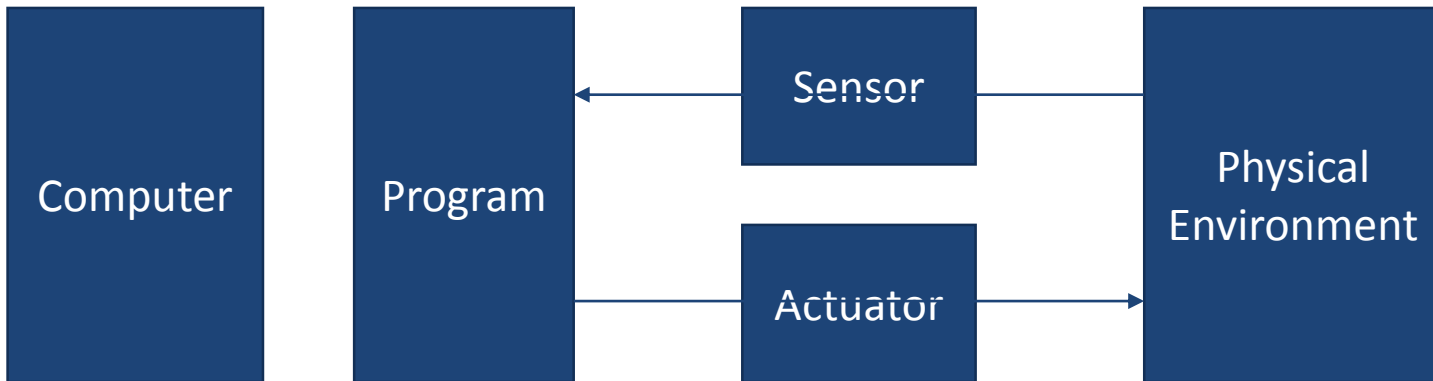 Computer
Program
Sensor
Actuator
Physical
Environment